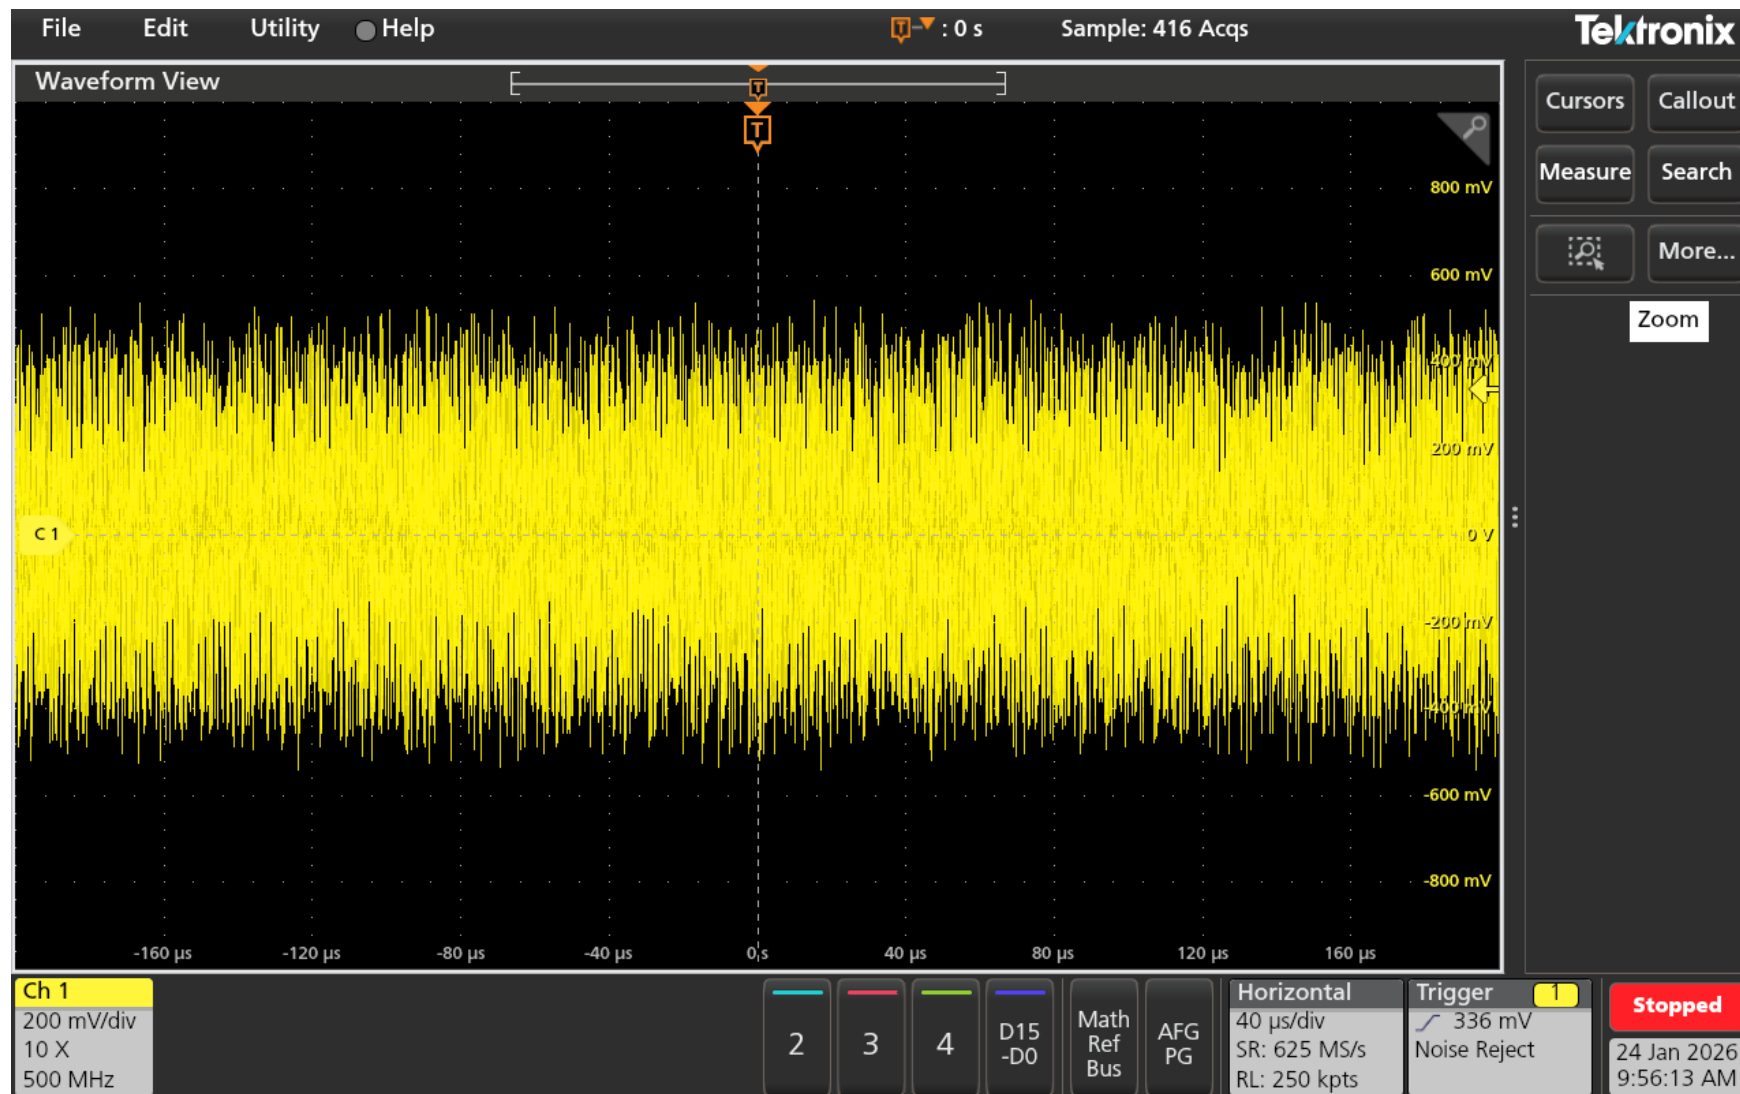 File Edit Utility Help T : 0 s Sample: 416 Acqs Tektronix
Waveform View
T
T
Cursors Callout
Measure Search
More...
Zoom
800 mV
600 mV
400 mV
200 mV
C 1
0 V
-200 mV
-400 mV
-600 mV
-800 mV
-160 µs -120 µs -80 µs -40 µs 0 s 40 µs 80 µs 120 µs 160 µs
Ch 1
200 mV/div
10 X
500 MHz
2
3
4
D15
-D0
Math
Ref
Bus
AFG
PG
Horizontal
40 µs/div
SR: 625 MS/s
RL: 250 kpts
Trigger 1
336 mV
Noise Reject
Stopped
24 Jan 2026
9:56:13 AM